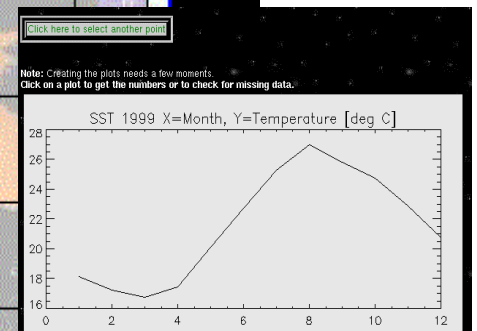 Click here to select another point
Note: Creating the plots needs a few moments.
Click on a plot to get the numbers or to check for missing data.
SST 1999 X=Month, Y=Temperature [deg C]
28
26
24
22
20
18
16
0 2 4 6 8 10 12